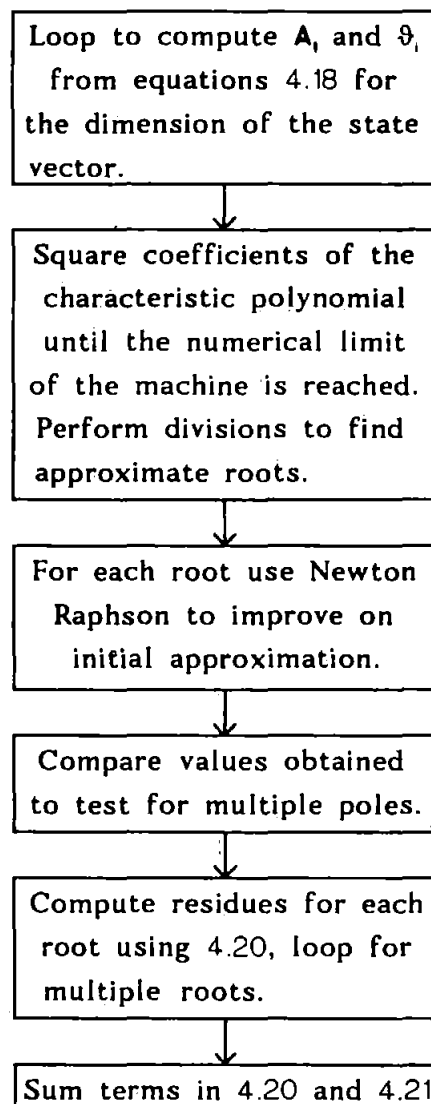 Loop to compute Aᵢ and ϑᵢ
from equations 4.18 for
the dimension of the state
vector.
Square coefficients of the
characteristic polynomial
until the numerical limit
of the machine is reached.
Perform divisions to find
approximate roots.
For each root use Newton
Raphson to improve on
initial approximation.
Compare values obtained
to test for multiple poles.
Compute residues for each
root using 4.20, loop for
multiple roots.
Sum terms in 4.20 and 4.21